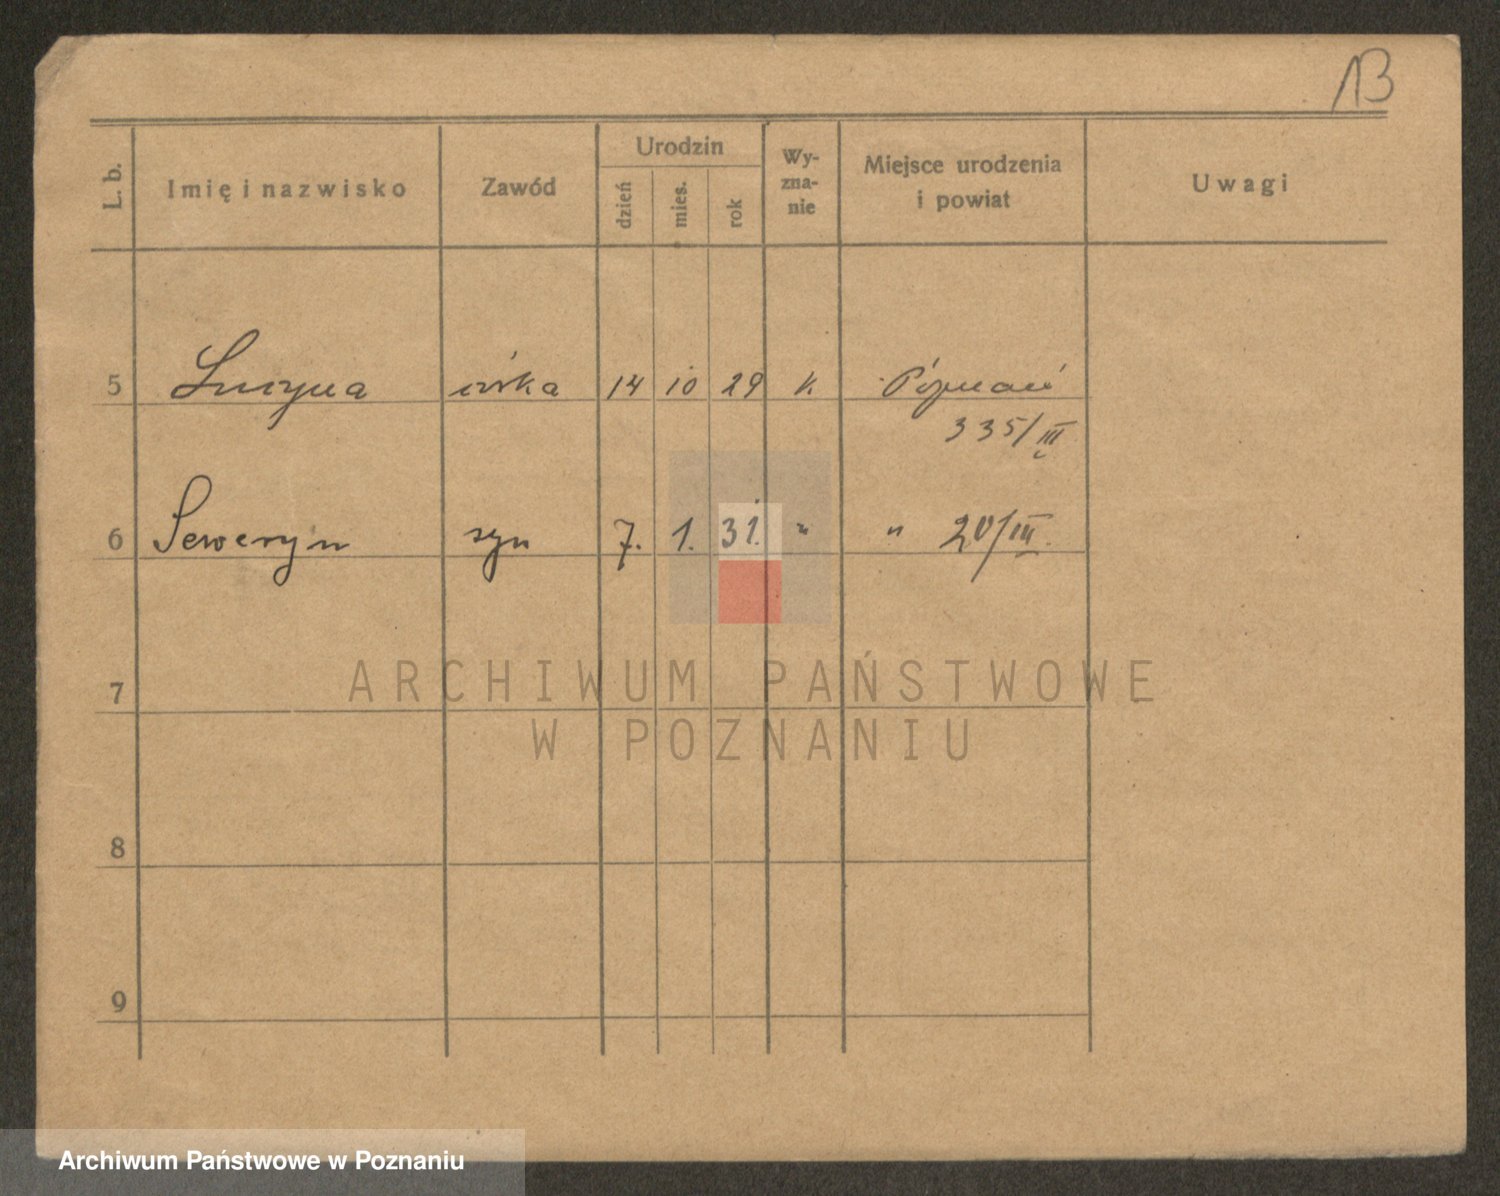 13
L. b.
Imię i nazwisko
Zawód
Urodzin
dzień
mies.
rok
Wy-
zna-
nie
Miejsce urodzenia
i powiat
Uwagi
5 Lucyna córka 14 10 29 k Poznań
335/III
6 Seweryn syn 7. 1. 31. " " 20/III.
7
ARCHIWUM PAŃSTWOWE
W POZNANIU
8
9
Archiwum Państwowe w Poznaniu